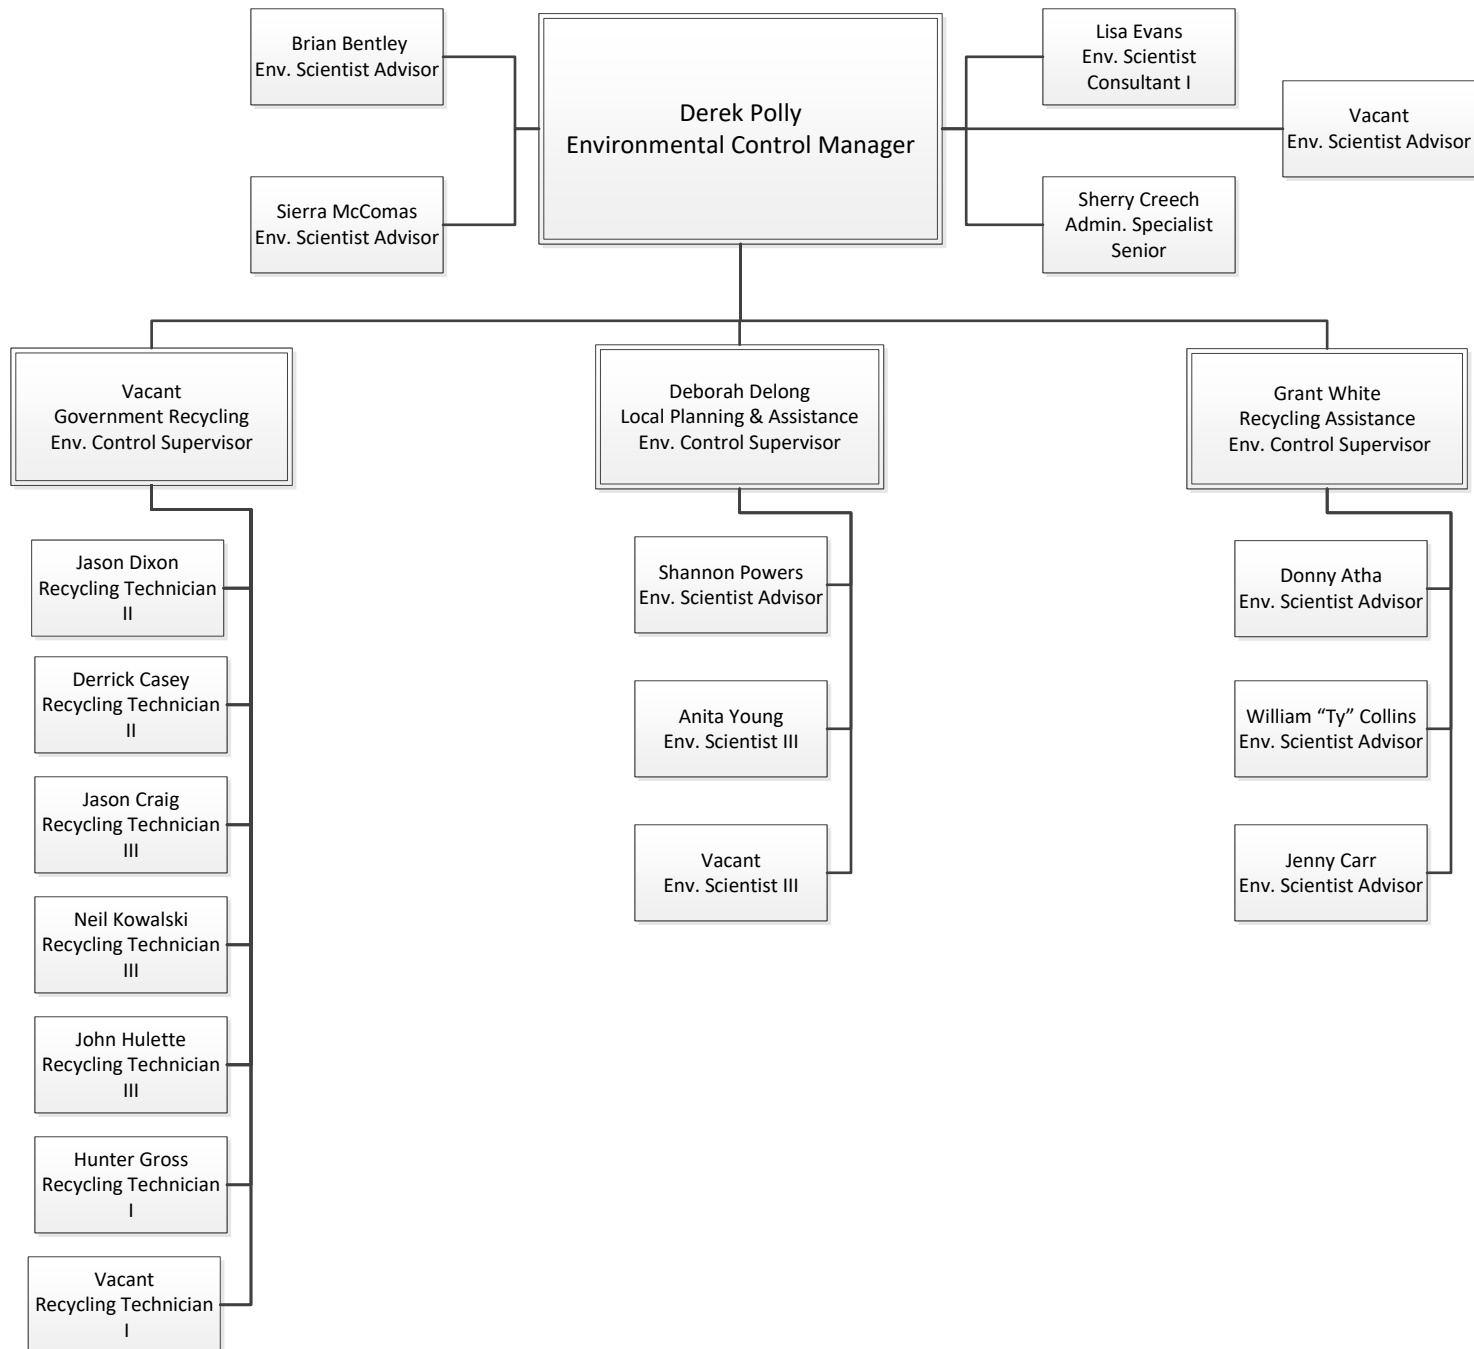 Brian Bentley
Env. Scientist Advisor
Sierra McComas
Env. Scientist Advisor
Derek Polly
Environmental Control Manager
Lisa Evans
Env. Scientist
Consultant I
Vacant
Env. Scientist Advisor
Sherry Creech
Admin. Specialist
Senior
Vacant
Government Recycling
Env. Control Supervisor
Jason Dixon
Recycling Technician
II
Derrick Casey
Recycling Technician
II
Jason Craig
Recycling Technician
III
Neil Kowalski
Recycling Technician
III
John Hulette
Recycling Technician
III
Hunter Gross
Recycling Technician
I
Vacant
Recycling Technician
I
Deborah Delong
Local Planning & Assistance
Env. Control Supervisor
Shannon Powers
Env. Scientist Advisor
Anita Young
Env. Scientist III
Vacant
Env. Scientist III
Grant White
Recycling Assistance
Env. Control Supervisor
Donny Atha
Env. Scientist Advisor
William “Ty” Collins
Env. Scientist Advisor
Jenny Carr
Env. Scientist Advisor